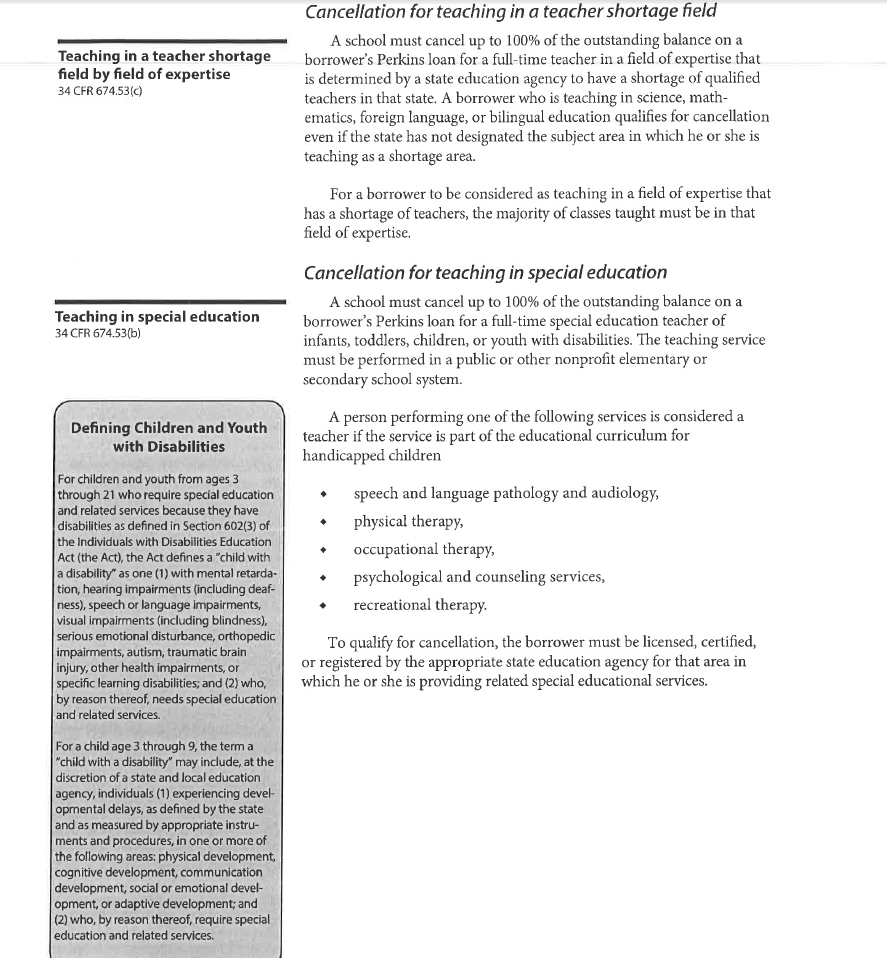 Cancellation for teaching in a teacher shortage field
Teaching in a teacher shortage
field by field of expertise
34 CFR 674.53(c)
A school must cancel up to 100% of the outstanding balance on a
borrower's Perkins loan for a full-time teacher in a field of expertise that
is determined by a state education agency to have a shortage of qualified
teachers in that state. A borrower who is teaching in science, math-
ematics, foreign language, or bilingual education qualifies for cancellation
even if the state has not designated the subject area in which he or she is
teaching as a shortage area.
For a borrower to be considered as teaching in a field of expertise that
has a shortage of teachers, the majority of classes taught must be in that
field of expertise.
Cancellation for teaching in special education
Teaching in special education
34 CFR 674.53(b)
A school must cancel up to 100% of the outstanding balance on a
borrower's Perkins loan for a full-time special education teacher of
infants, toddlers, children, or youth with disabilities. The teaching service
must be performed in a public or other nonprofit elementary or
secondary school system.
A person performing one of the following services is considered a
teacher if the service is part of the educational curriculum for
handicapped children
• speech and language pathology and audiology,
• physical therapy,
• occupational therapy,
• psychological and counseling services,
• recreational therapy.
To qualify for cancellation, the borrower must be licensed, certified,
or registered by the appropriate state education agency for that area in
which he or she is providing related special educational services.
Defining Children and Youth
with Disabilities
For children and youth from ages 3
through 21 who require special education
and related services because they have
disabilities as defined in Section 602(3) of
the Individuals with Disabilities Education
Act (the Act), the Act defines a "child with
a disability" as one (1) with mental retarda-
tion, hearing impairments (including deaf-
ness), speech or language impairments,
visual impairments (including blindness),
serious emotional disturbance, orthopedic
impairments, autism, traumatic brain
injury, other health impairments, or
specific learning disabilities; and (2) who,
by reason thereof, needs special education
and related services.
For a child age 3 through 9, the term a
"child with a disability" may include, at the
discretion of a state and local education
agency, individuals (1) experiencing devel-
opmental delays, as defined by the state
and as measured by appropriate instru-
ments and procedures, in one or more of
the following areas: physical development,
cognitive development, communication
development, social or emotional devel-
opment, or adaptive development; and
(2) who, by reason thereof, require special
education and related services.